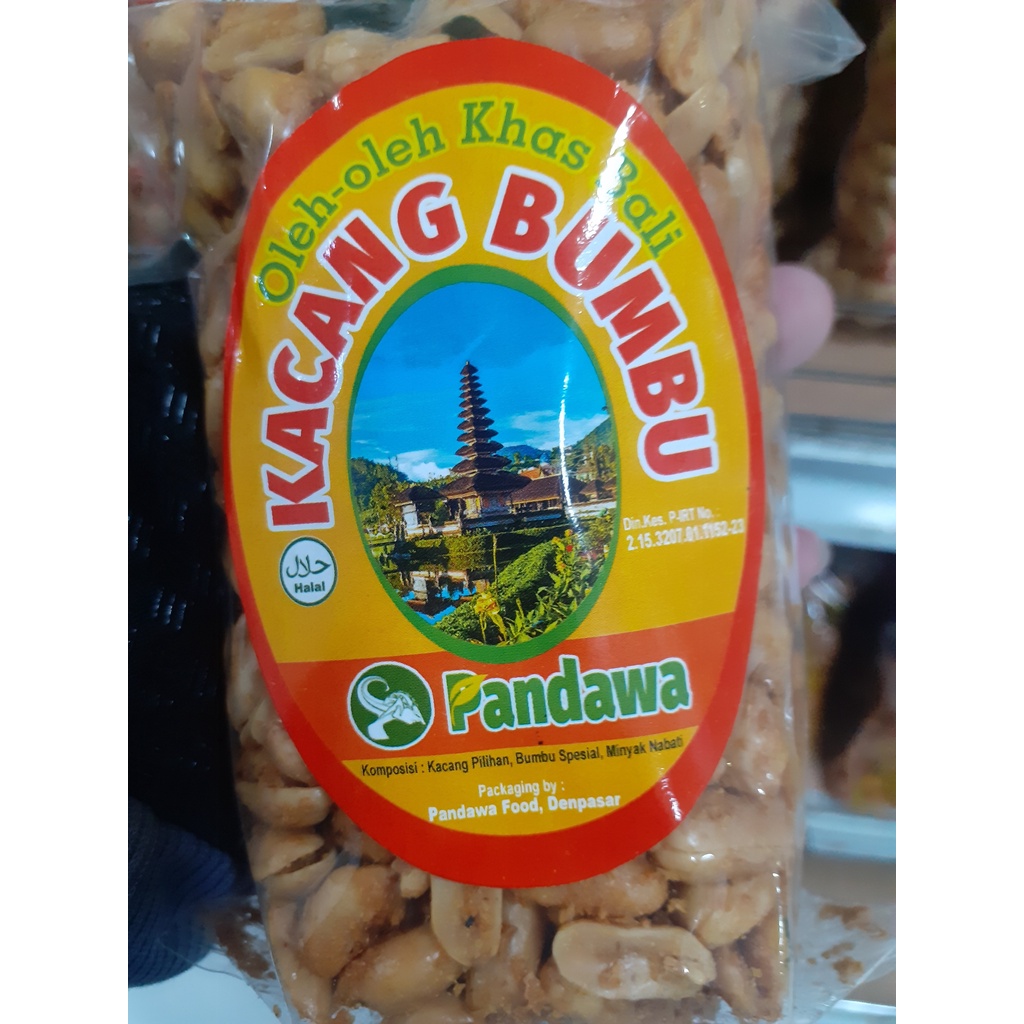 Oleh-oleh Khas Bali
KACANG BUMBU
Din.Kes. P-IRT No.
2.15.3207.01.1152-23
حلال
Halal
Pandawa
Komposisi : Kacang Pilihan, Bumbu Spesial, Minyak Nabati
Packaging by :
Pandawa Food, Denpasar